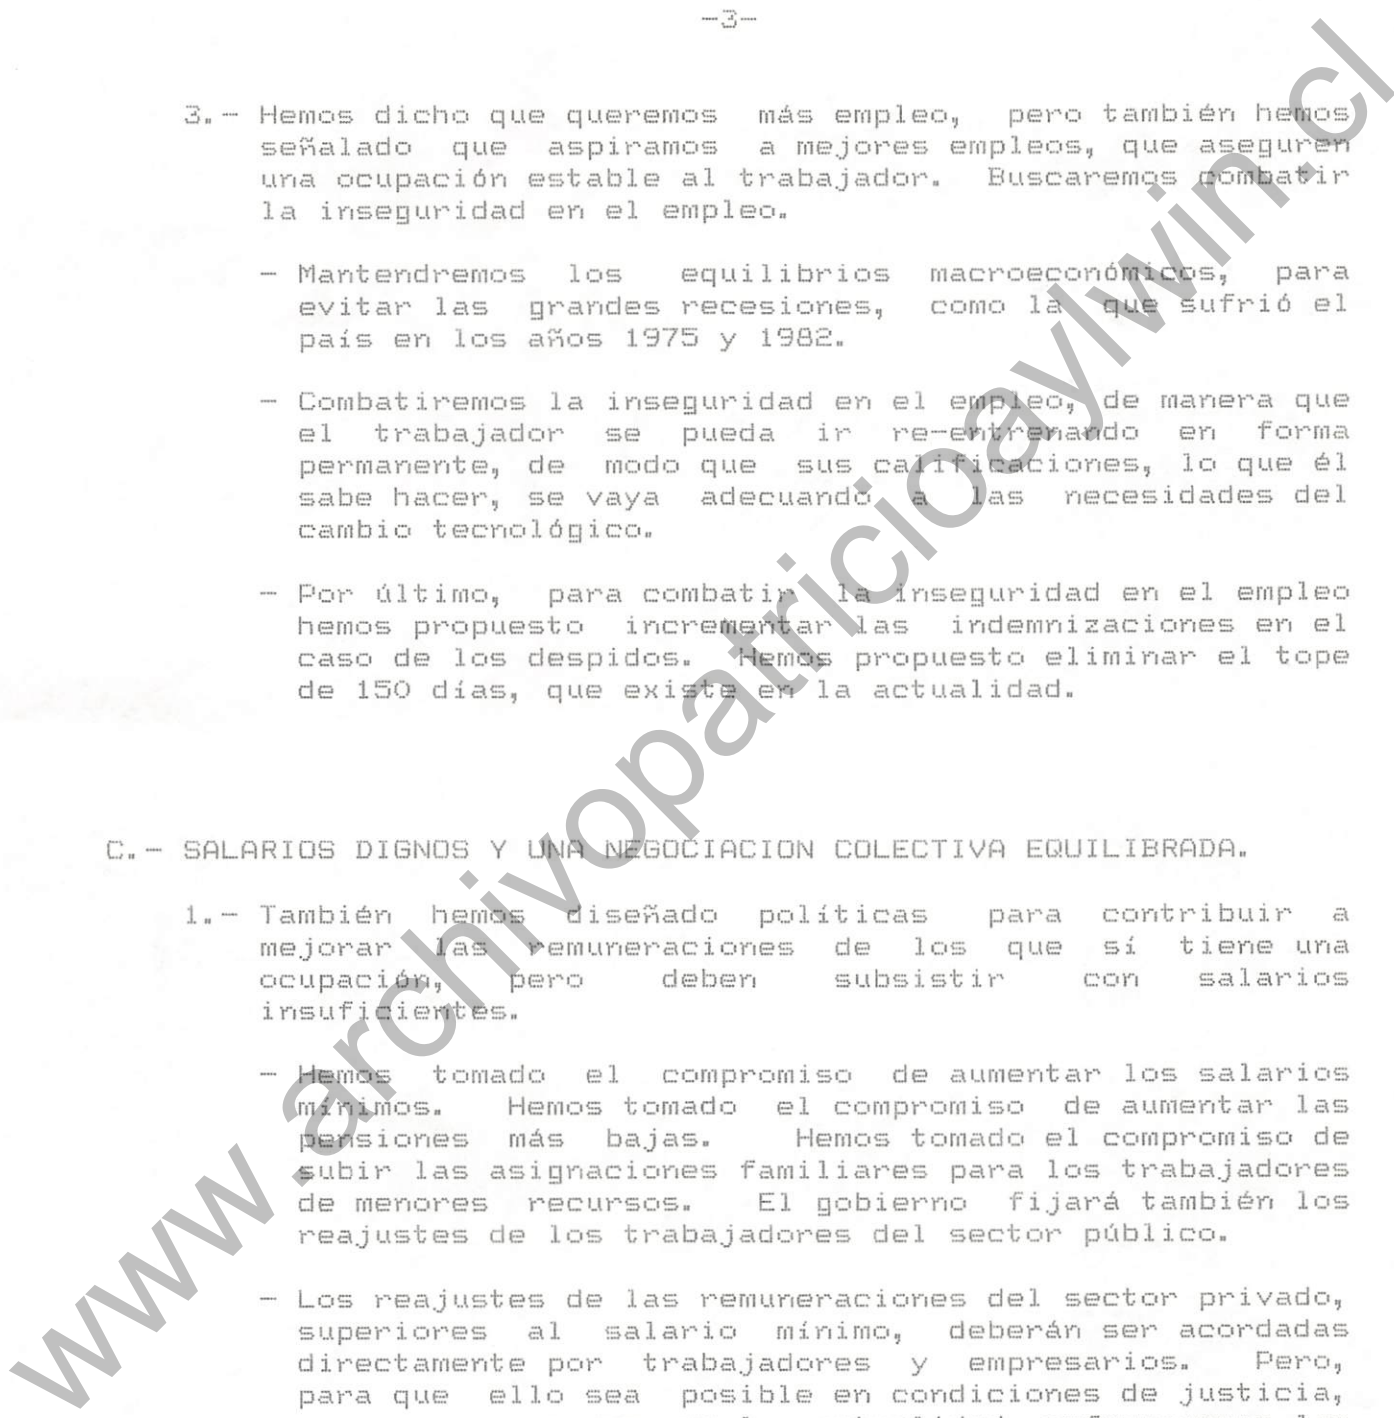 -3-
3.- Hemos dicho que queremos más empleo, pero también hemos
señalado que aspiramos a mejores empleos, que aseguren
una ocupación estable al trabajador. Buscaremos combatir
la inseguridad en el empleo.
- Mantendremos los equilibrios macroeconómicos, para
evitar las grandes recesiones, como la que sufrió el
país en los años 1975 y 1982.
- Combatiremos la inseguridad en el empleo, de manera que
el trabajador se pueda ir re-entrenando en forma
permanente, de modo que sus calificaciones, lo que él
sabe hacer, se vaya adecuando a las necesidades del
cambio tecnológico.
- Por último, para combatir la inseguridad en el empleo
hemos propuesto incrementar las indemnizaciones en el
caso de los despidos. Hemos propuesto eliminar el tope
de 150 días, que existe en la actualidad.
C.- SALARIOS DIGNOS Y UNA NEGOCIACION COLECTIVA EQUILIBRADA.
1.- También hemos diseñado políticas para contribuir a
mejorar las remuneraciones de los que sí tiene una
ocupación, pero deben subsistir con salarios
insuficientes.
- Hemos tomado el compromiso de aumentar los salarios
mínimos. Hemos tomado el compromiso de aumentar las
pensiones más bajas. Hemos tomado el compromiso de
subir las asignaciones familiares para los trabajadores
de menores recursos. El gobierno fijará también los
reajustes de los trabajadores del sector público.
- Los reajustes de las remuneraciones del sector privado,
superiores al salario mínimo, deberán ser acordadas
directamente por trabajadores y empresarios. Pero,
para que ello sea posible en condiciones de justicia,
www.archivopatricioaylwin.cl